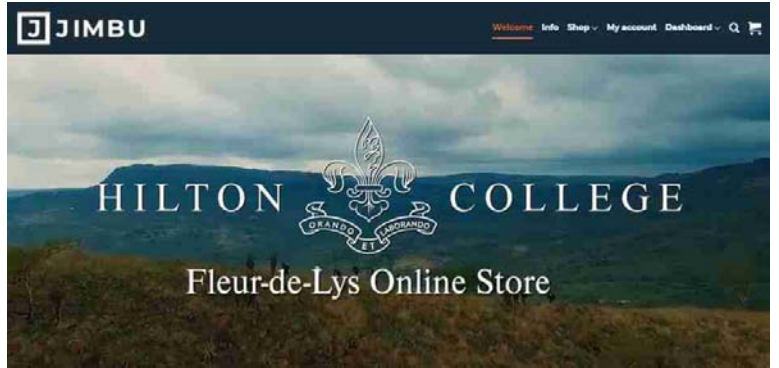 J JIMBU
Welcome Info Shop My account Dashboard
HILTON COLLEGE
ORANDO ET LABORANDO
Fleur-de-Lys Online Store